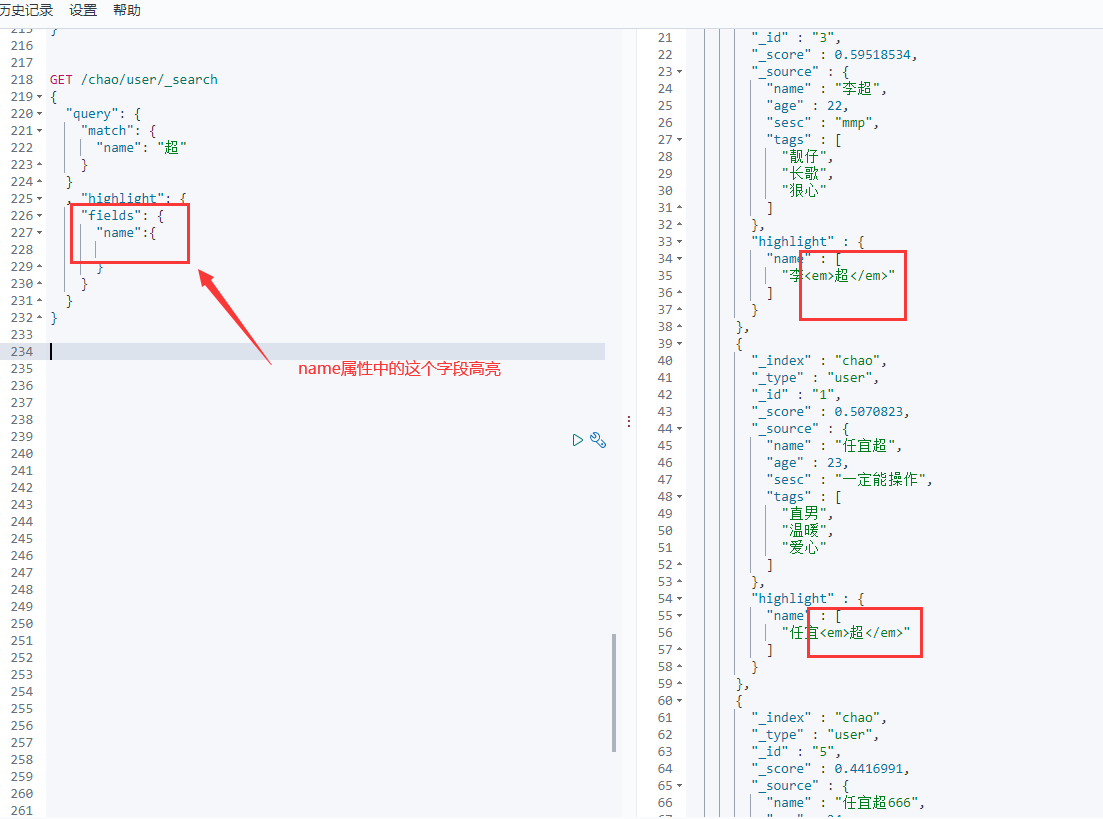 历史记录 设置 帮助
215 }
216
217
218 GET /chao/user/_search
219 {
220 "query": {
221 "match": {
222 "name": "超"
223 }
224 }
225 , "highlight": {
226 "fields": {
227 "name":{
228
229 }
230 }
231 }
232 }
233
234
235
name属性中的这个字段高亮
236
237
238
239
240
241
242
243
244
245
246
247
248
249
250
251
252
253
254
255
256
257
258
259
260
261
21 "_id" : "3",
22 "_score" : 0.59518534,
23 "_source" : {
24 "name" : "李超",
25 "age" : 22,
26 "sesc" : "mmp",
27 "tags" : [
28 "靓仔",
29 "长歌",
30 "狠心"
31 ]
32 },
33 "highlight" : {
34 "name" : [
35 "李<em>超</em>"
36 ]
37 }
38 },
39 {
40 "_index" : "chao",
41 "_type" : "user",
42 "_id" : "1",
43 "_score" : 0.5070823,
44 "_source" : {
45 "name" : "任宜超",
46 "age" : 23,
47 "sesc" : "一定能操作",
48 "tags" : [
49 "直男",
50 "温暖",
51 "爱心"
52 ]
53 },
54 "highlight" : {
55 "name" : [
56 "任宜<em>超</em>"
57 ]
58 }
59 },
60 {
61 "_index" : "chao",
62 "_type" : "user",
63 "_id" : "5",
64 "_score" : 0.4416991,
65 "_source" : {
66 "name" : "任宜超666",